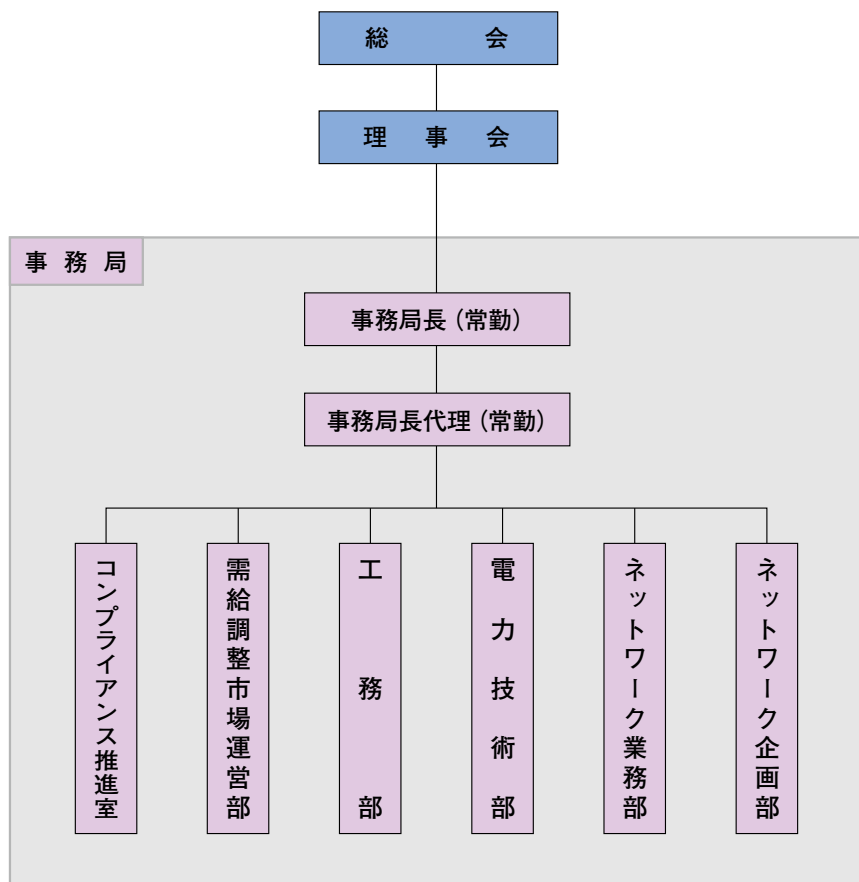 総会
理事会
事務局
事務局長（常勤）
事務局長代理（常勤）
コンプライアンス推進室
需給調整市場運営部
工務部
電力技術部
ネットワーク業務部
ネットワーク企画部